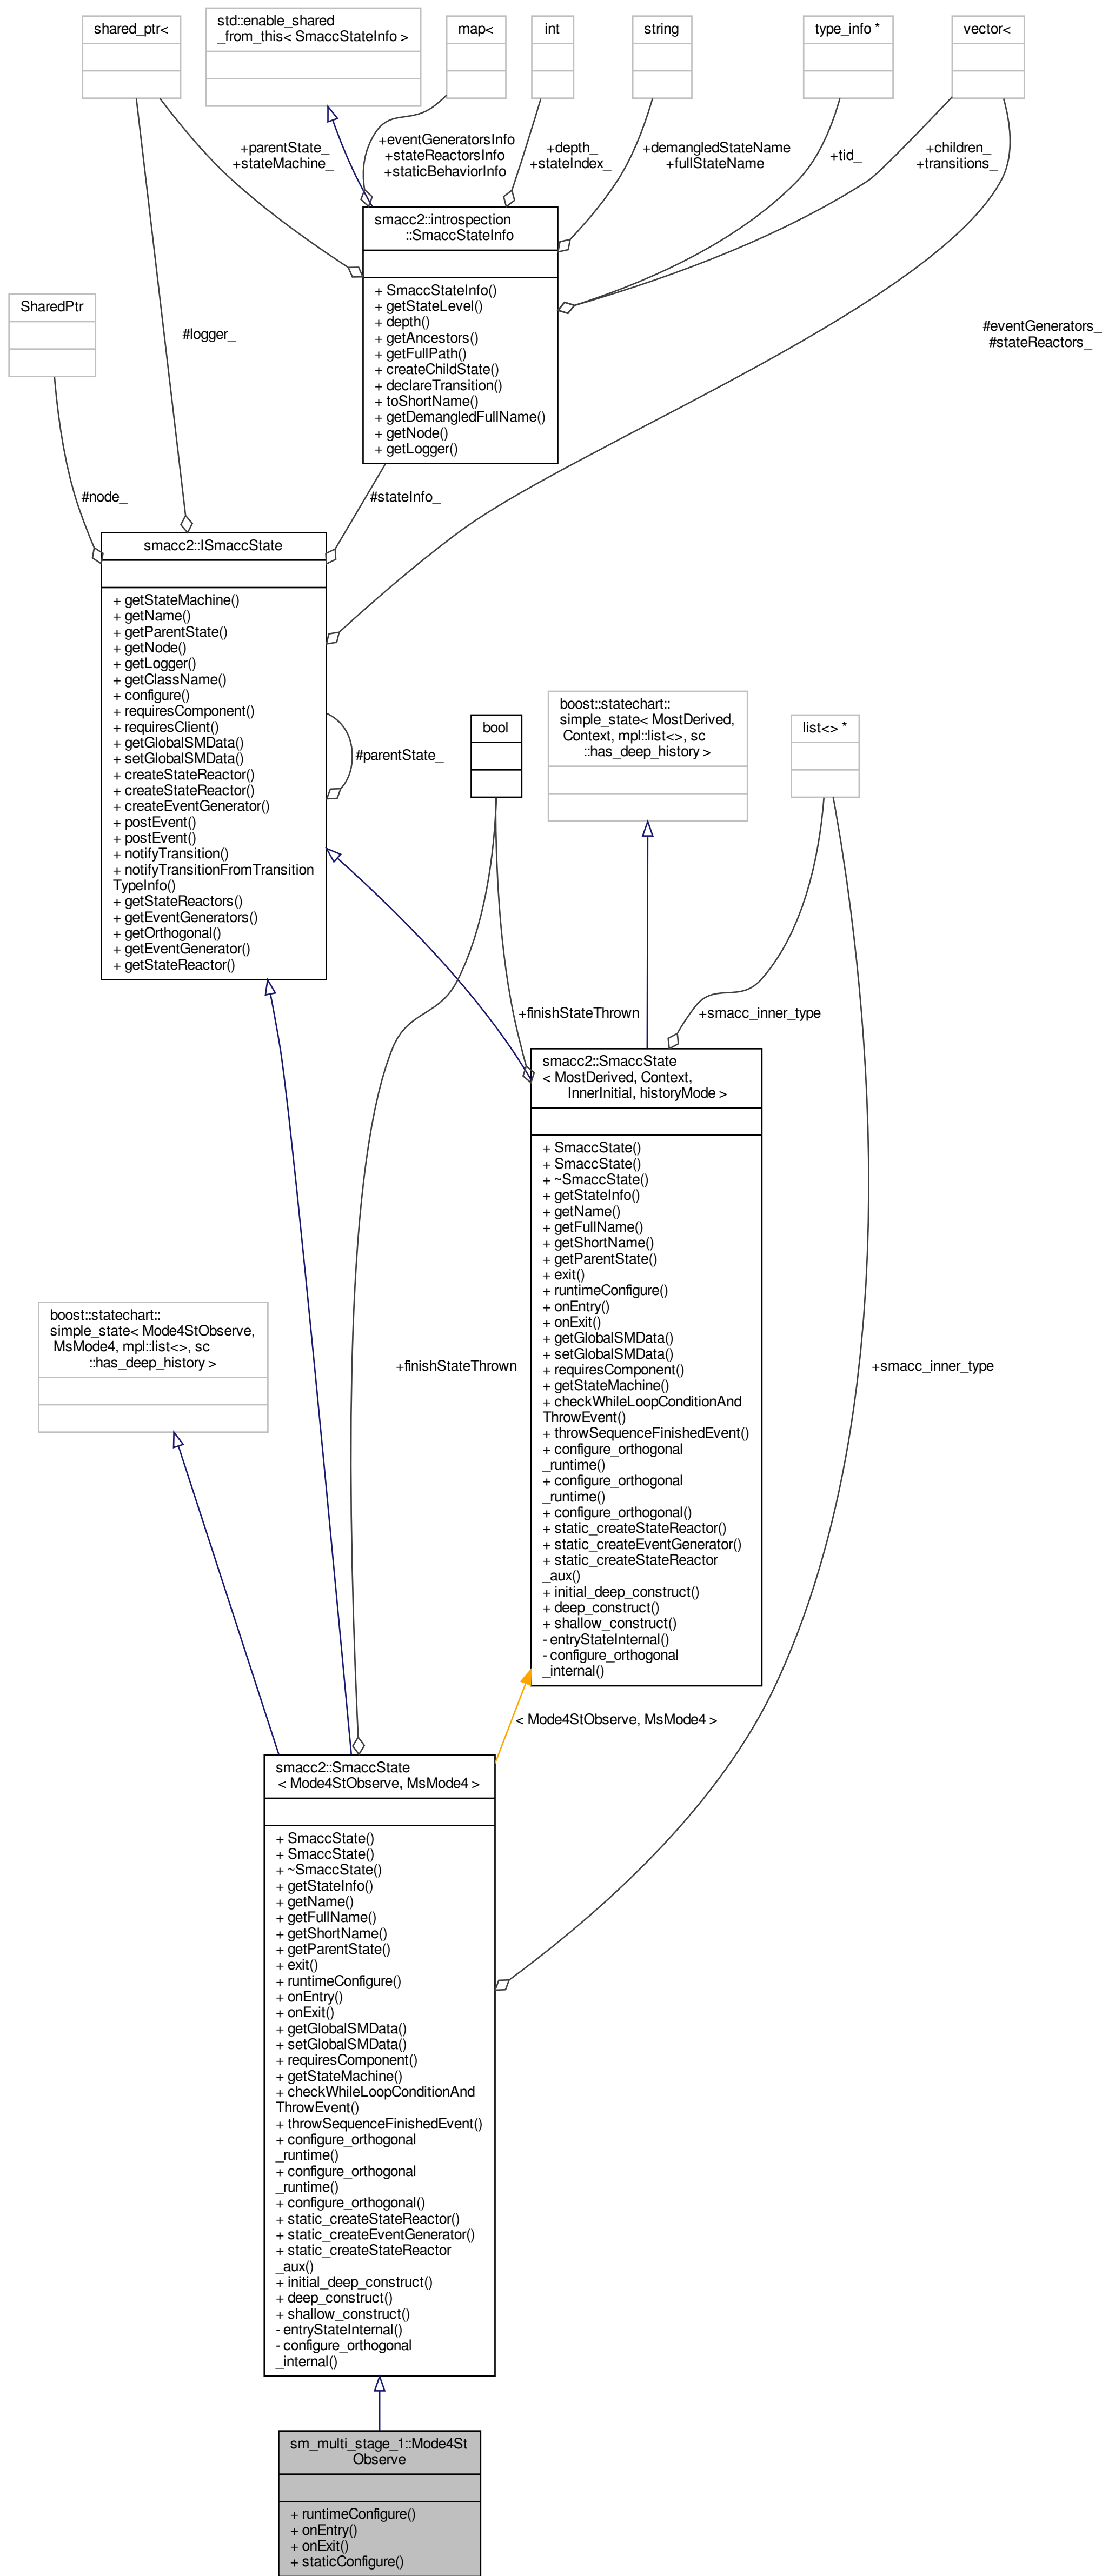 shared_ptr<
std::enable_shared
_from_this< SmaccStateInfo >
map<
int
string
type_info *
vector<
+parentState_
+stateMachine_
+eventGeneratorsInfo
+stateReactorsInfo
+staticBehaviorInfo
+depth_
+stateIndex_
+demangledStateName
+fullStateName
+tid_
+children_
+transitions_
smacc2::introspection
::SmaccStateInfo
+ SmaccStateInfo()
+ getStateLevel()
+ depth()
+ getAncestors()
+ getFullPath()
+ createChildState()
+ declareTransition()
+ toShortName()
+ getDemangledFullName()
+ getNode()
+ getLogger()
SharedPtr
#logger_
#eventGenerators_
#stateReactors_
#node_
#stateInfo_
smacc2::ISmaccState
+ getStateMachine()
+ getName()
+ getParentState()
+ getNode()
+ getLogger()
+ getClassName()
+ configure()
+ requiresComponent()
+ requiresClient()
+ getGlobalSMData()
+ setGlobalSMData()
+ createStateReactor()
+ createStateReactor()
+ createEventGenerator()
+ postEvent()
+ postEvent()
+ notifyTransition()
+ notifyTransitionFromTransition
TypeInfo()
+ getStateReactors()
+ getEventGenerators()
+ getOrthogonal()
+ getEventGenerator()
+ getStateReactor()
#parentState_
bool
boost::statechart::
simple_state< MostDerived,
Context, mpl::list<>, sc
::has_deep_history >
list<> *
+finishStateThrown
+smacc_inner_type
smacc2::SmaccState
< MostDerived, Context,
InnerInitial, historyMode >
+ SmaccState()
+ SmaccState()
+ ~SmaccState()
+ getStateInfo()
+ getName()
+ getFullName()
+ getShortName()
+ getParentState()
+ exit()
+ runtimeConfigure()
+ onEntry()
+ onExit()
+ getGlobalSMData()
+ setGlobalSMData()
+ requiresComponent()
+ getStateMachine()
+ checkWhileLoopConditionAnd
ThrowEvent()
+ throwSequenceFinishedEvent()
+ configure_orthogonal
_runtime()
+ configure_orthogonal
_runtime()
+ configure_orthogonal()
+ static_createStateReactor()
+ static_createEventGenerator()
+ static_createStateReactor
_aux()
+ initial_deep_construct()
+ deep_construct()
+ shallow_construct()
- entryStateInternal()
- configure_orthogonal
_internal()
boost::statechart::
simple_state< Mode4StObserve,
MsMode4, mpl::list<>, sc
::has_deep_history >
+finishStateThrown
+smacc_inner_type
< Mode4StObserve, MsMode4 >
smacc2::SmaccState
< Mode4StObserve, MsMode4 >
+ SmaccState()
+ SmaccState()
+ ~SmaccState()
+ getStateInfo()
+ getName()
+ getFullName()
+ getShortName()
+ getParentState()
+ exit()
+ runtimeConfigure()
+ onEntry()
+ onExit()
+ getGlobalSMData()
+ setGlobalSMData()
+ requiresComponent()
+ getStateMachine()
+ checkWhileLoopConditionAnd
ThrowEvent()
+ throwSequenceFinishedEvent()
+ configure_orthogonal
_runtime()
+ configure_orthogonal
_runtime()
+ configure_orthogonal()
+ static_createStateReactor()
+ static_createEventGenerator()
+ static_createStateReactor
_aux()
+ initial_deep_construct()
+ deep_construct()
+ shallow_construct()
- entryStateInternal()
- configure_orthogonal
_internal()
sm_multi_stage_1::Mode4St
Observe
+ runtimeConfigure()
+ onEntry()
+ onExit()
+ staticConfigure()